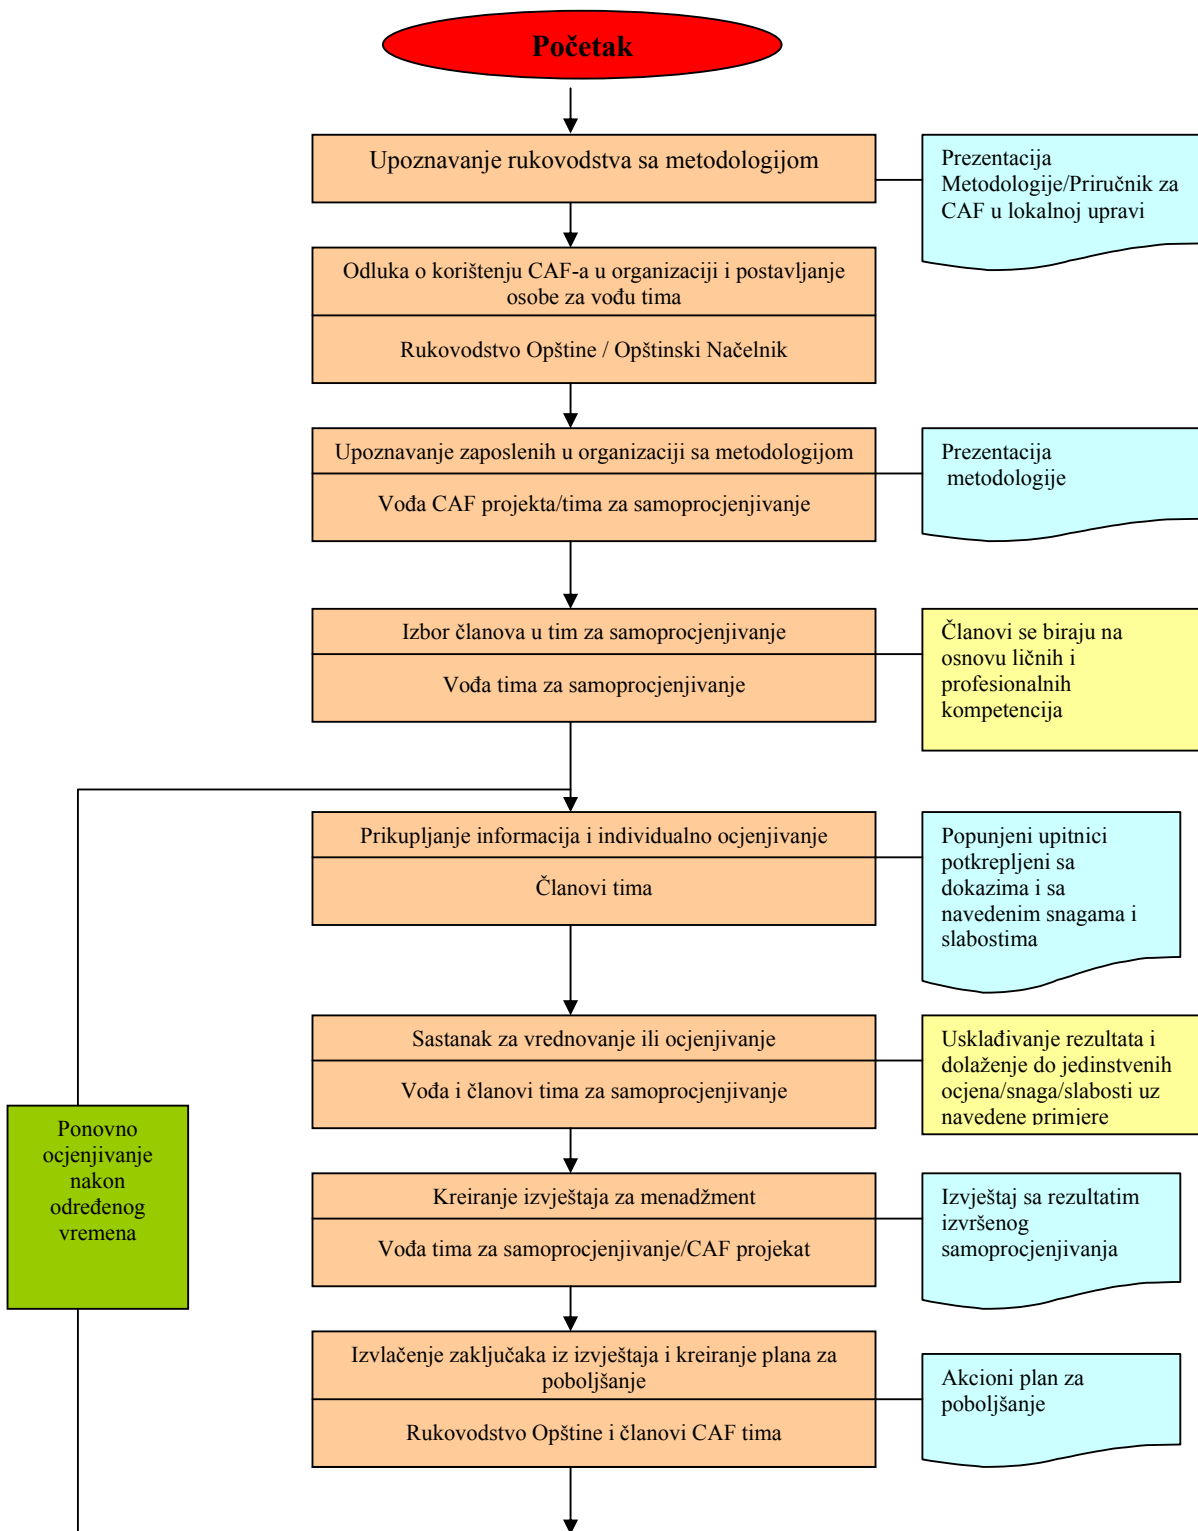 Početak
Upoznavanje rukovodstva sa metodologijom
Prezentacija
Metodologije/Priručnik za
CAF u lokalnoj upravi
Odluka o korištenju CAF-a u organizaciji i postavljanje
osobe za vođu tima
Rukovodstvo Opštine / Opštinski Načelnik
Upoznavanje zaposlenih u organizaciji sa metodologijom
Vođa CAF projekta/tima za samoprocjenjivanje
Prezentacija
metodologije
Izbor članova u tim za samoprocjenjivanje
Vođa tima za samoprocjenjivanje
Članovi se biraju na
osnovu ličnih i
profesionalnih
kompetencija
Prikupljanje informacija i individualno ocjenjivanje
Članovi tima
Popunjeni upitnici
potkrepljeni sa
dokazima i sa
navedenim snagama i
slabostima
Sastanak za vrednovanje ili ocjenjivanje
Vođa i članovi tima za samoprocjenjivanje
Usklađivanje rezultata i
dolaženje do jedinstvenih
ocjena/snaga/slabosti uz
navedene primjere
Ponovno
ocjenjivanje
nakon
određenog
vremena
Kreiranje izvještaja za menadžment
Vođa tima za samoprocjenjivanje/CAF projekat
Izvještaj sa rezultatim
izvršenog
samoprocjenjivanja
Izvlačenje zaključaka iz izvještaja i kreiranje plana za
poboljšanje
Rukovodstvo Opštine i članovi CAF tima
Akcioni plan za
poboljšanje